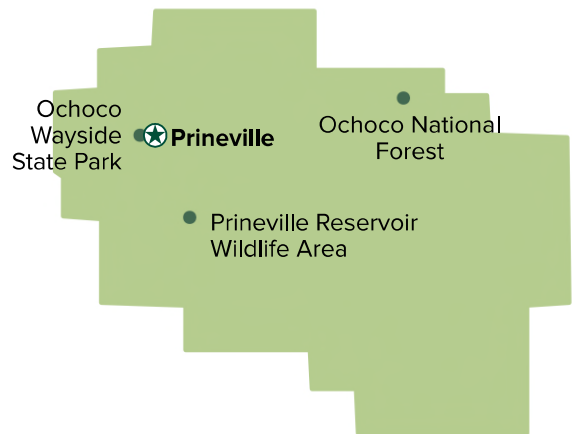 Ochoco
Wayside
State Park
Prineville
Ochoco National
Forest
Prineville Reservoir
Wildlife Area